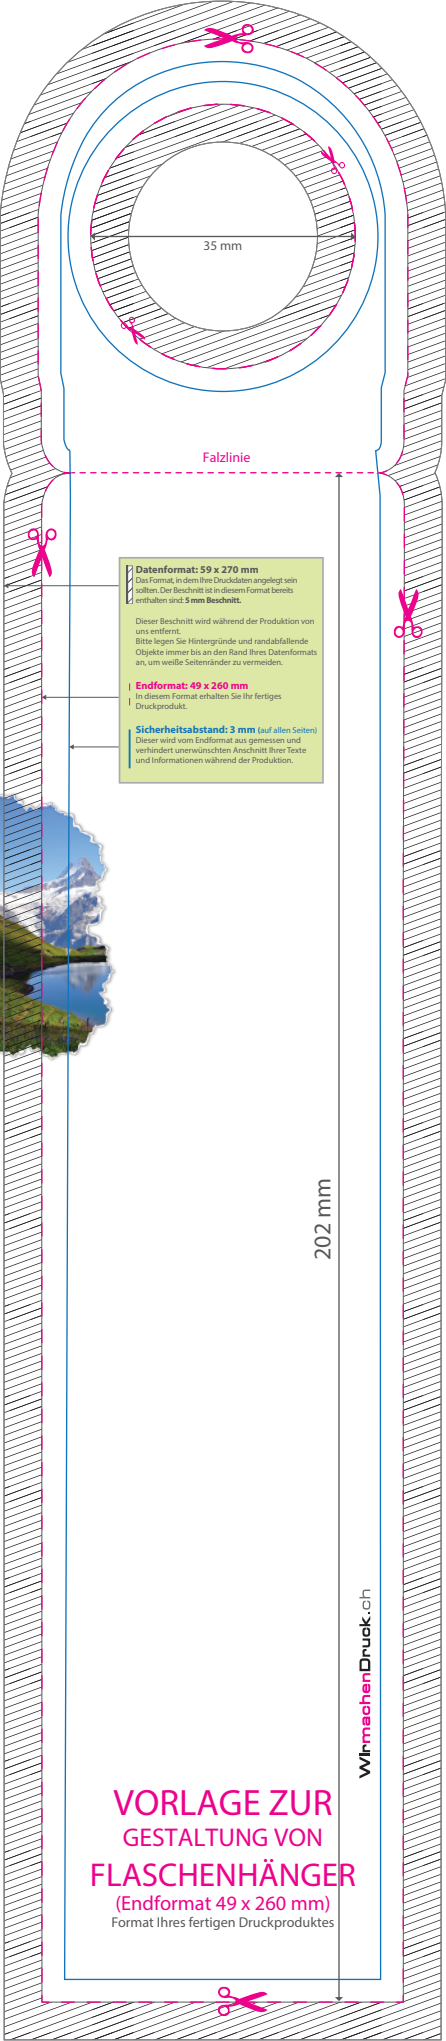 35 mm
Falzlinie
Datenformat: 59 x 270 mm
Das Format, in dem Ihre Druckdaten angelegt sein
sollten. Der Beschnitt ist in diesem Format bereits
enthalten sind: 5 mm Beschnitt.
Dieser Beschnitt wird während der Produktion von
uns entfernt.
Bitte legen Sie Hintergründe und randabfallende
Objekte immer bis an den Rand Ihres Datenformats
an, um weiße Seitenränder zu vermeiden.
Endformat: 49 x 260 mm
In diesem Format erhalten Sie Ihr fertiges
Druckprodukt.
Sicherheitsabstand: 3 mm (auf allen Seiten)
Dieser wird vom Endformat aus gemessen und
verhindert unerwünschten Anschnitt Ihrer Texte
und Informationen während der Produktion.
202 mm
WIrmachenDruck.ch
VORLAGE ZUR
GESTALTUNG VON
FLASCHENHÄNGER
(Endformat 49 x 260 mm)
Format Ihres fertigen Druckproduktes